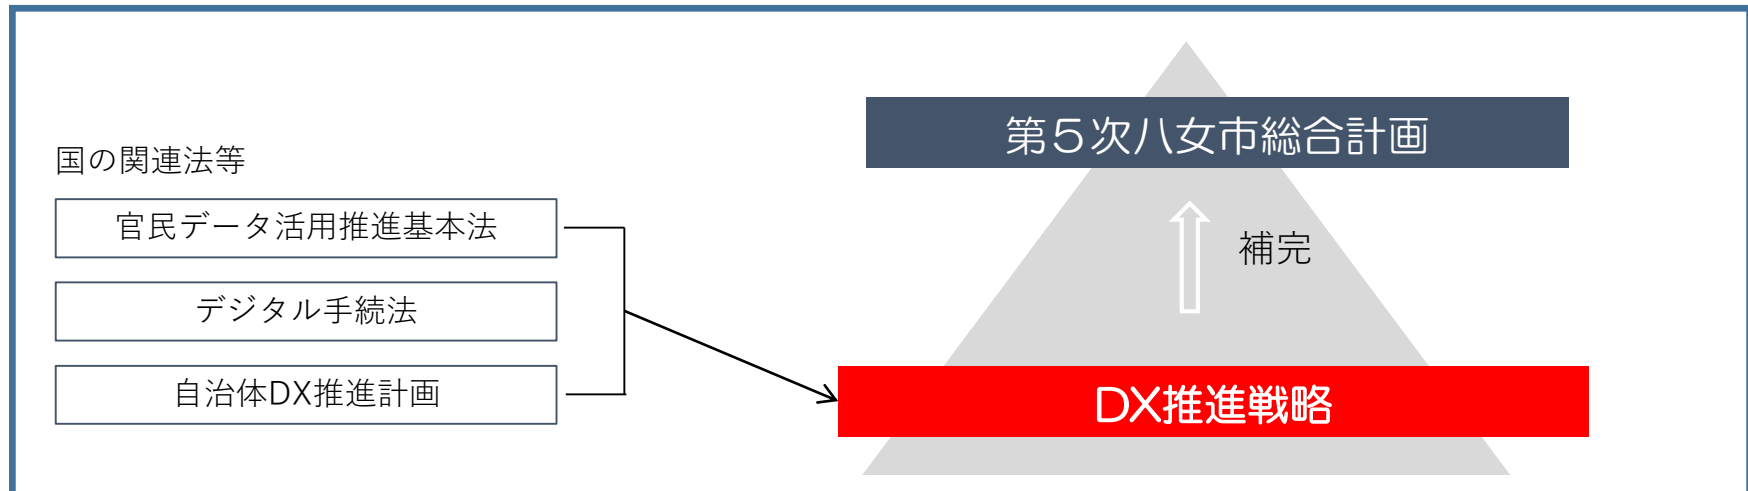 国の関連法等
官民データ活用推進基本法
デジタル手続法
自治体DX推進計画
第５次八女市総合計画
補完
DX推進戦略